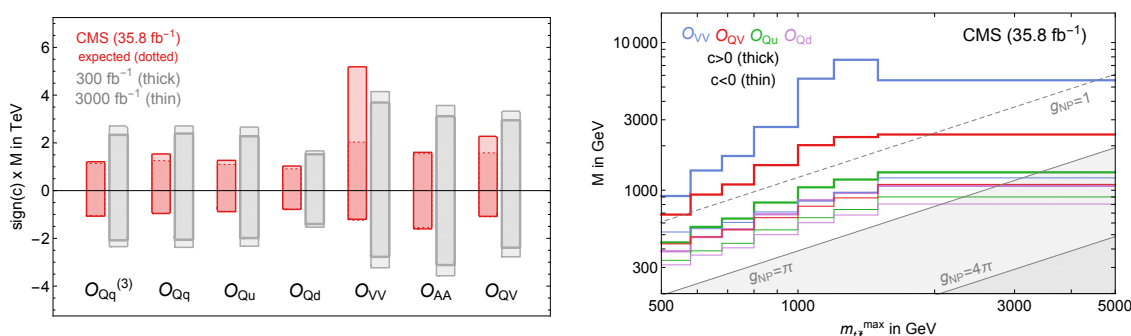 sign(c) x M in TeV
6
4
2
0
-2
-4
CMS (35.8 fb⁻¹)
expected (dotted)
300 fb⁻¹ (thick)
3000 fb⁻¹ (thin)
O_Qq⁽³⁾ O_Qq O_Qu O_Qd O_VV O_AA O_QV
M in GeV
10 000
3000
1000
300
O_VV O_QV O_Qu O_Qd
CMS (35.8 fb⁻¹)
c>0 (thick)
c<0 (thin)
g_NP=1
g_NP=π
g_NP=4π
500 1000 3000 5000
m_tt̄^max in GeV